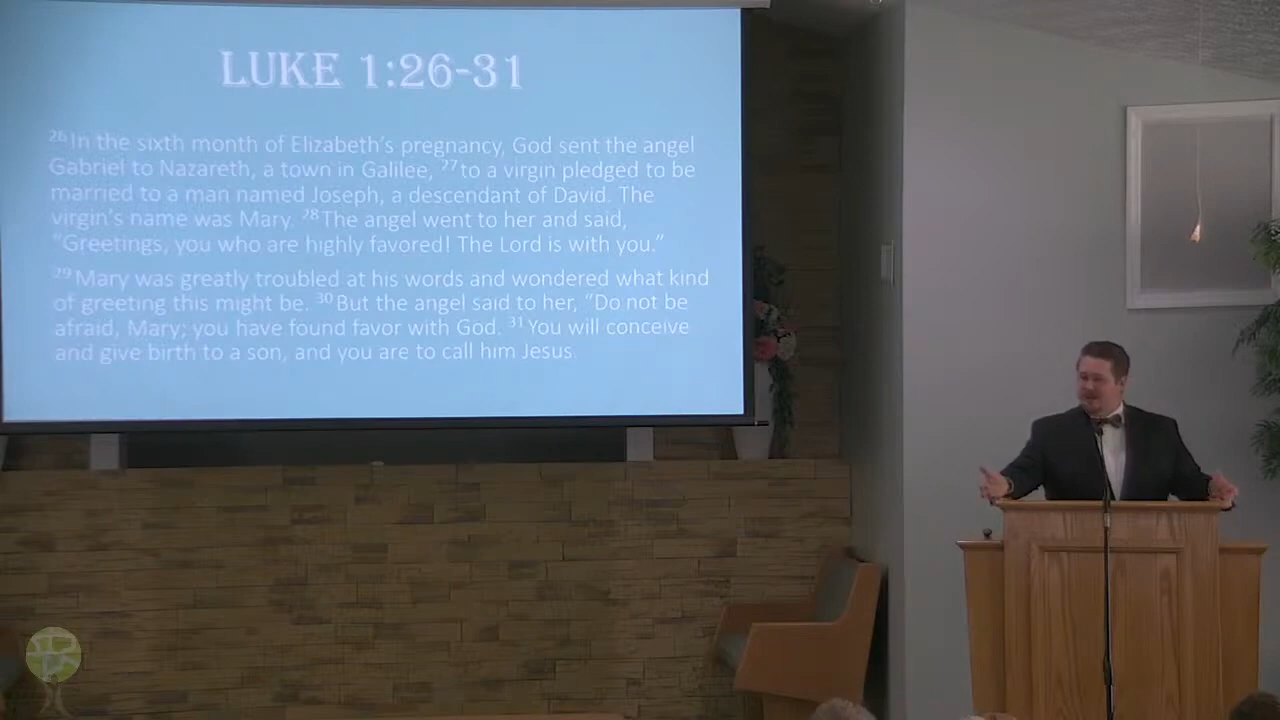 LUKE 1:26-31
26 In the sixth month of Elizabeth's pregnancy, God sent the angel
Gabriel to Nazareth, a town in Galilee, 27 to a virgin pledged to be
married to a man named Joseph, a descendant of David. The
virgin's name was Mary. 28 The angel went to her and said,
"Greetings, you who are highly favored! The Lord is with you."
29 Mary was greatly troubled at his words and wondered what kind
of greeting this might be. 30 But the angel said to her, "Do not be
afraid, Mary; you have found favor with God. 31 You will conceive
and give birth to a son, and you are to call him Jesus.